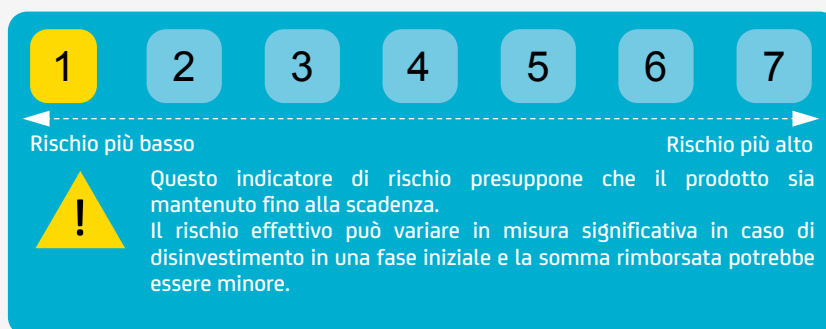 1 2 3 4 5 6 7
Rischio più basso Rischio più alto
!
Questo indicatore di rischio presuppone che il prodotto sia
mantenuto fino alla scadenza.
Il rischio effettivo può variare in misura significativa in caso di
disinvestimento in una fase iniziale e la somma rimborsata potrebbe
essere minore.